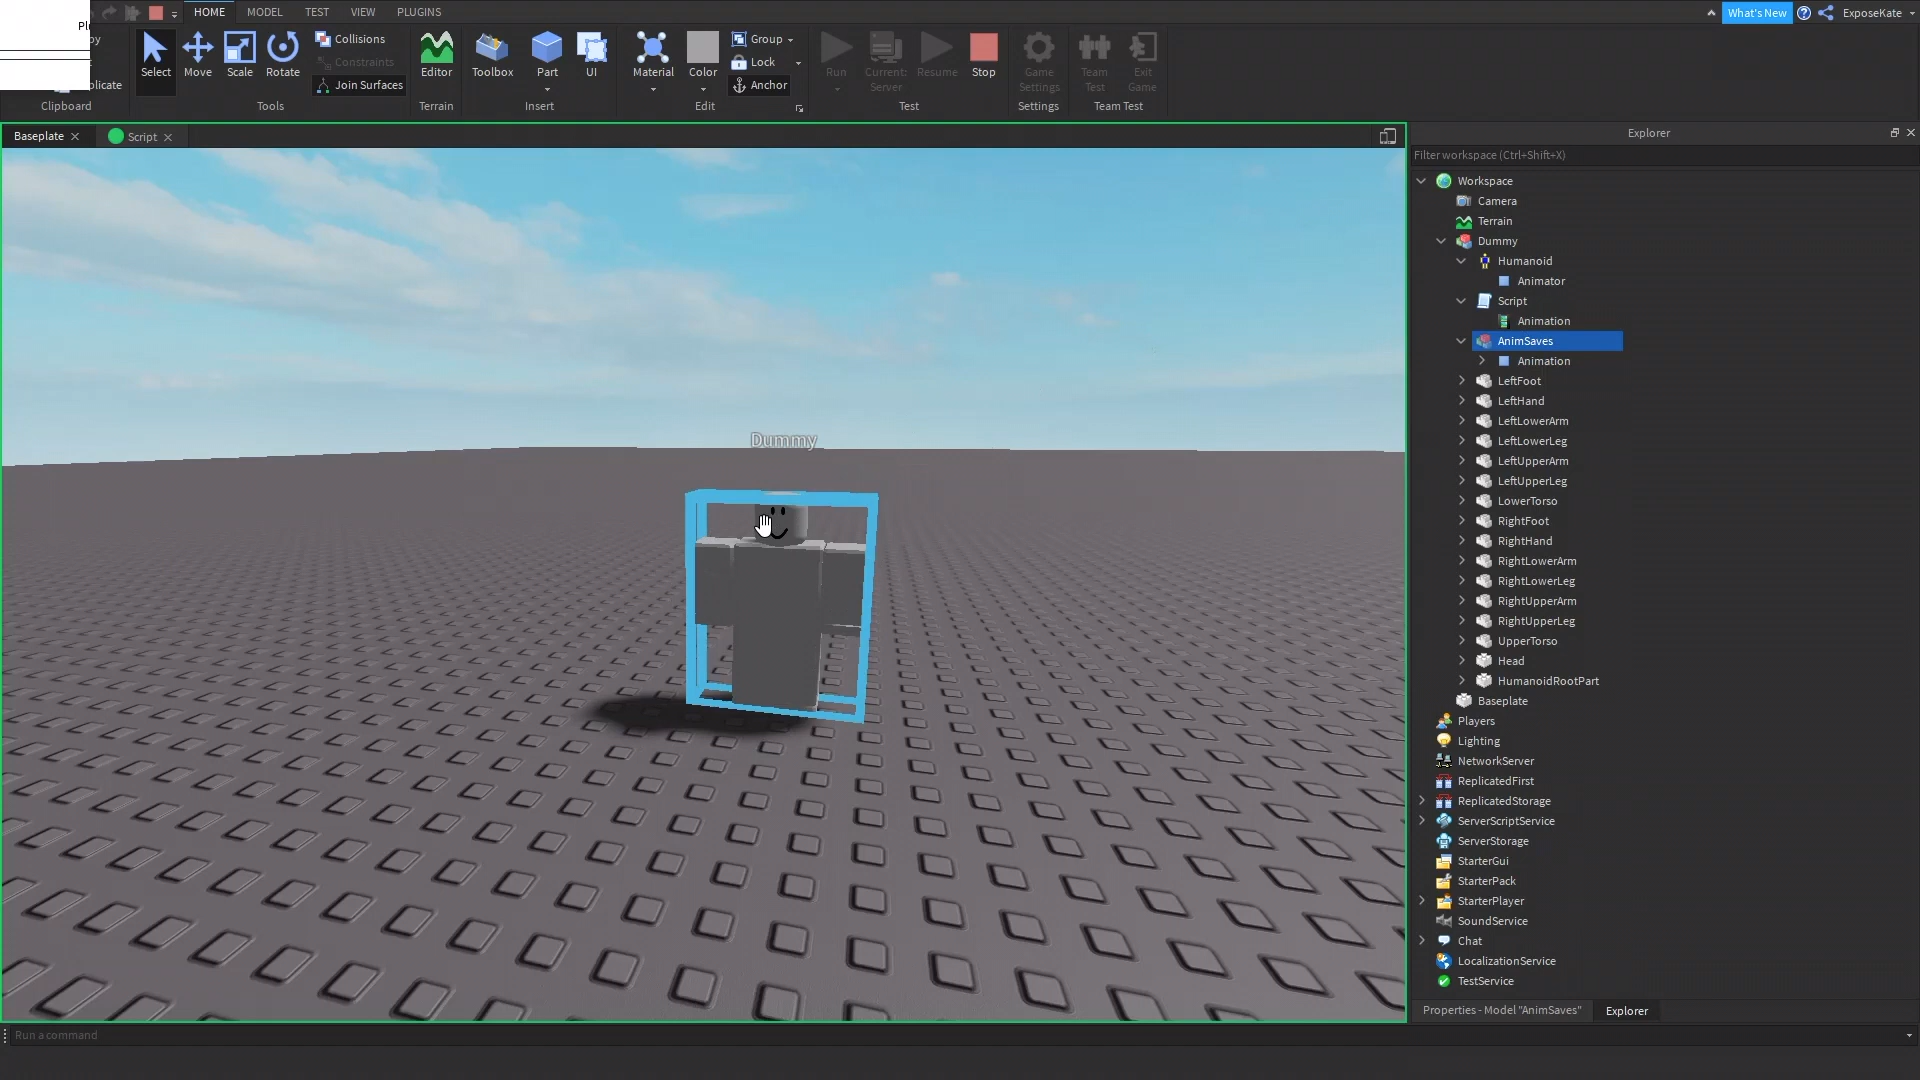 HOME MODEL TEST VIEW PLUGINS
What's New ExposeKate
Select Move Scale Rotate
Collisions
Constraints
Join Surfaces
Editor
Toolbox Part UI
Material Color
Group
Lock
Anchor
Run Current: Server Resume Stop
Game Settings
Team Test
Exit Game
Clipboard Tools Terrain Insert Edit Test Settings Team Test
Baseplate
Script
Dummy
Explorer
Filter workspace (Ctrl+Shift+X)
Workspace
Camera
Terrain
Dummy
Humanoid
Animator
Script
Animation
AnimSaves
Animation
LeftFoot
LeftHand
LeftLowerArm
LeftLowerLeg
LeftUpperArm
LeftUpperLeg
LowerTorso
RightFoot
RightHand
RightLowerArm
RightLowerLeg
RightUpperArm
RightUpperLeg
UpperTorso
Head
HumanoidRootPart
Baseplate
Players
Lighting
NetworkServer
ReplicatedFirst
ReplicatedStorage
ServerScriptService
ServerStorage
StarterGui
StarterPack
StarterPlayer
SoundService
Chat
LocalizationService
TestService
Properties - Model "AnimSaves" Explorer
Run a command